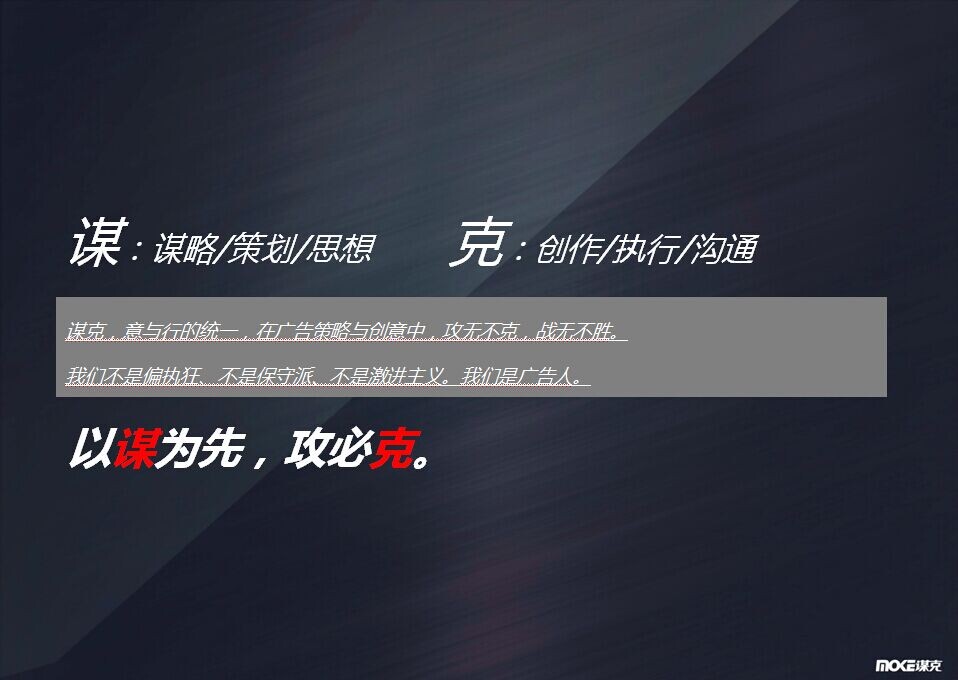 谋：谋略/策划/思想 克：创作/执行/沟通
谋克，意与行的统一，在广告策略与创意中，攻无不克，战无不胜。
我们不是偏执狂、不是保守派、不是激进主义。我们是广告人。
以谋为先，攻必克。
MOKE谋克